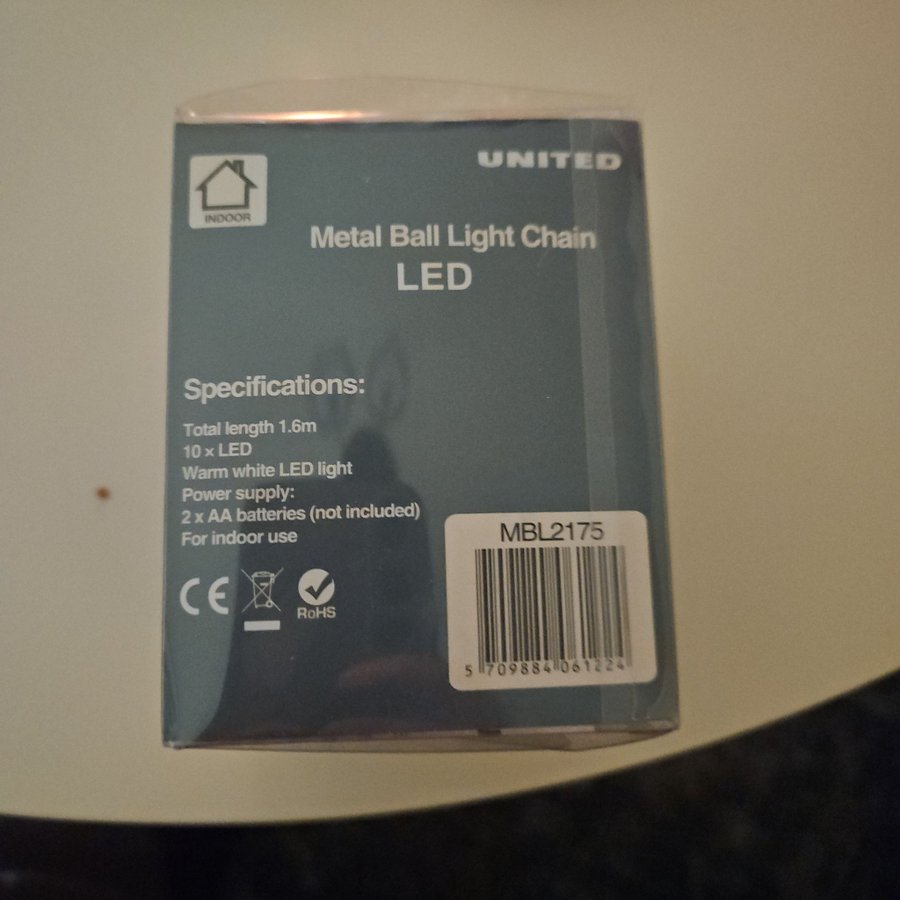 INDOOR
UNITED
Metal Ball Light Chain
LED
Specifications:
Total length 1.6m
10 x LED
Warm white LED light
Power supply:
2 x AA batteries (not included)
For indoor use
CE
RoHS
MBL2175
5 709884 061224